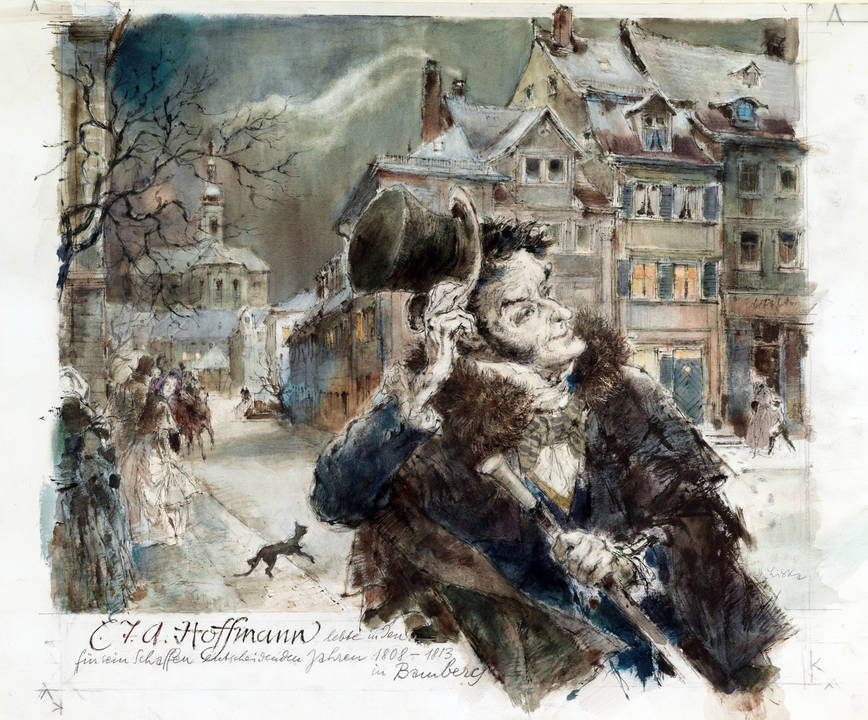 E. T. A. Hoffmann lebte in den
für sein Schaffen entscheidenden Jahren 1808 – 1813
in Bamberg
K